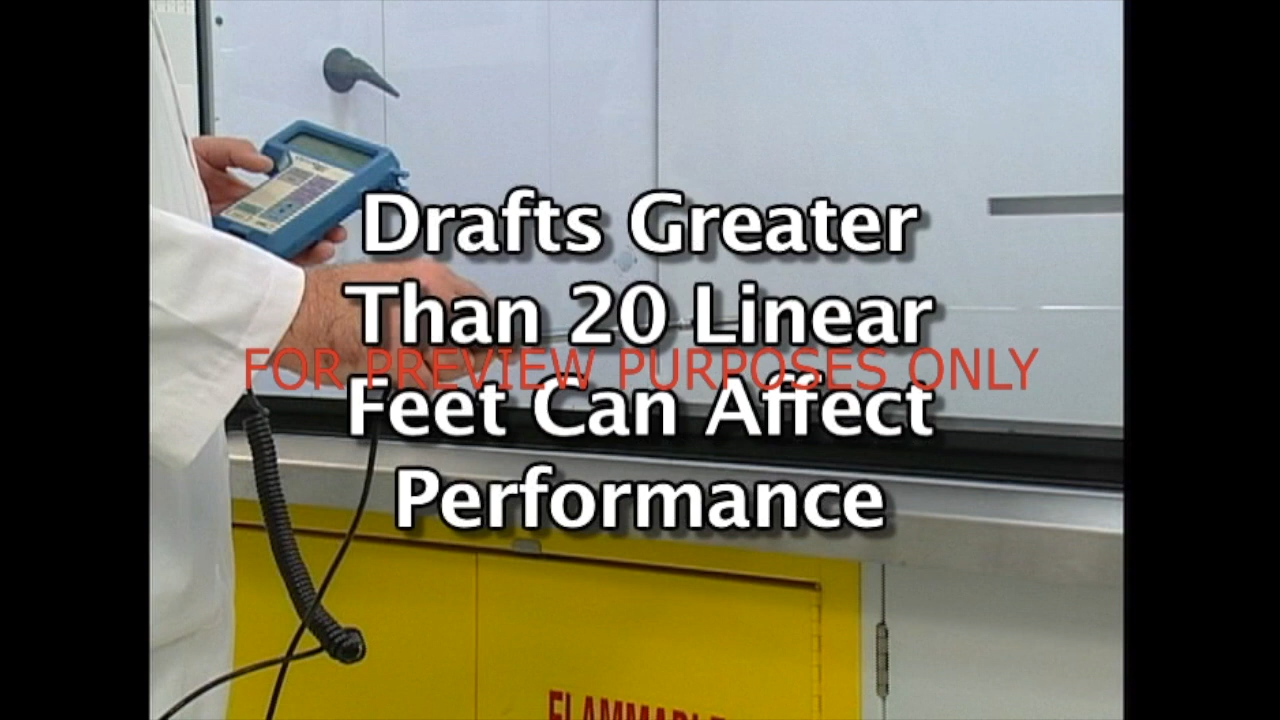 Drafts Greater
Than 20 Linear
FOR PREVIEW PURPOSES ONLY
Feet Can Affect
Performance